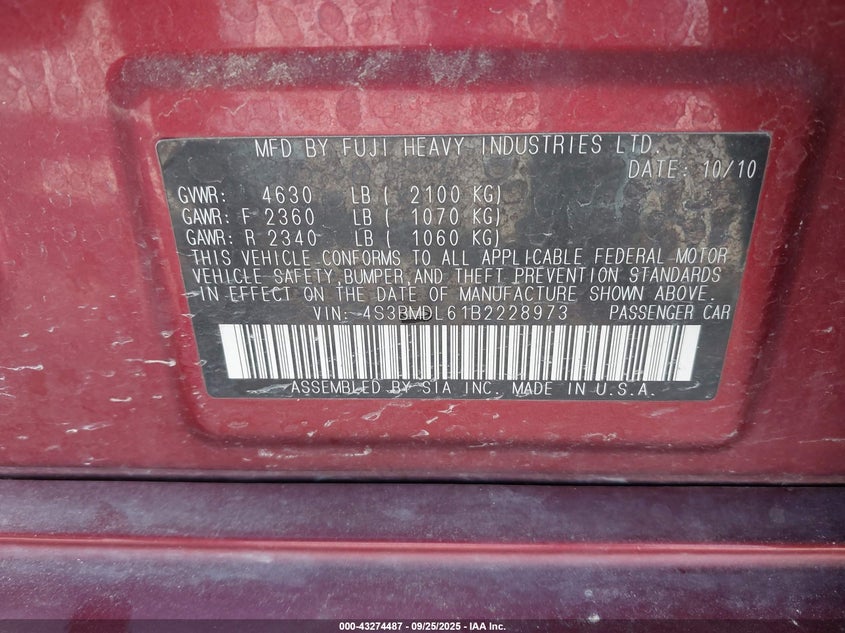 MFD BY FUJI HEAVY INDUSTRIES LTD.
DATE: 10/10
GVWR: 4630 LB ( 2100 KG)
GAWR: F 2360 LB ( 1070 KG)
GAWR: R 2340 LB ( 1060 KG)
THIS VEHICLE CONFORMS TO ALL APPLICABLE FEDERAL MOTOR
VEHICLE SAFETY,BUMPER,AND THEFT PREVENTION STANDARDS
IN EFFECT ON THE DATE OF MANUFACTURE SHOWN ABOVE.
VIN: 4S3BMDL61B2228973 PASSENGER CAR
ASSEMBLED BY SIA INC. MADE IN U.S.A.
000-43274487 - 09/25/2025 - IAA Inc.